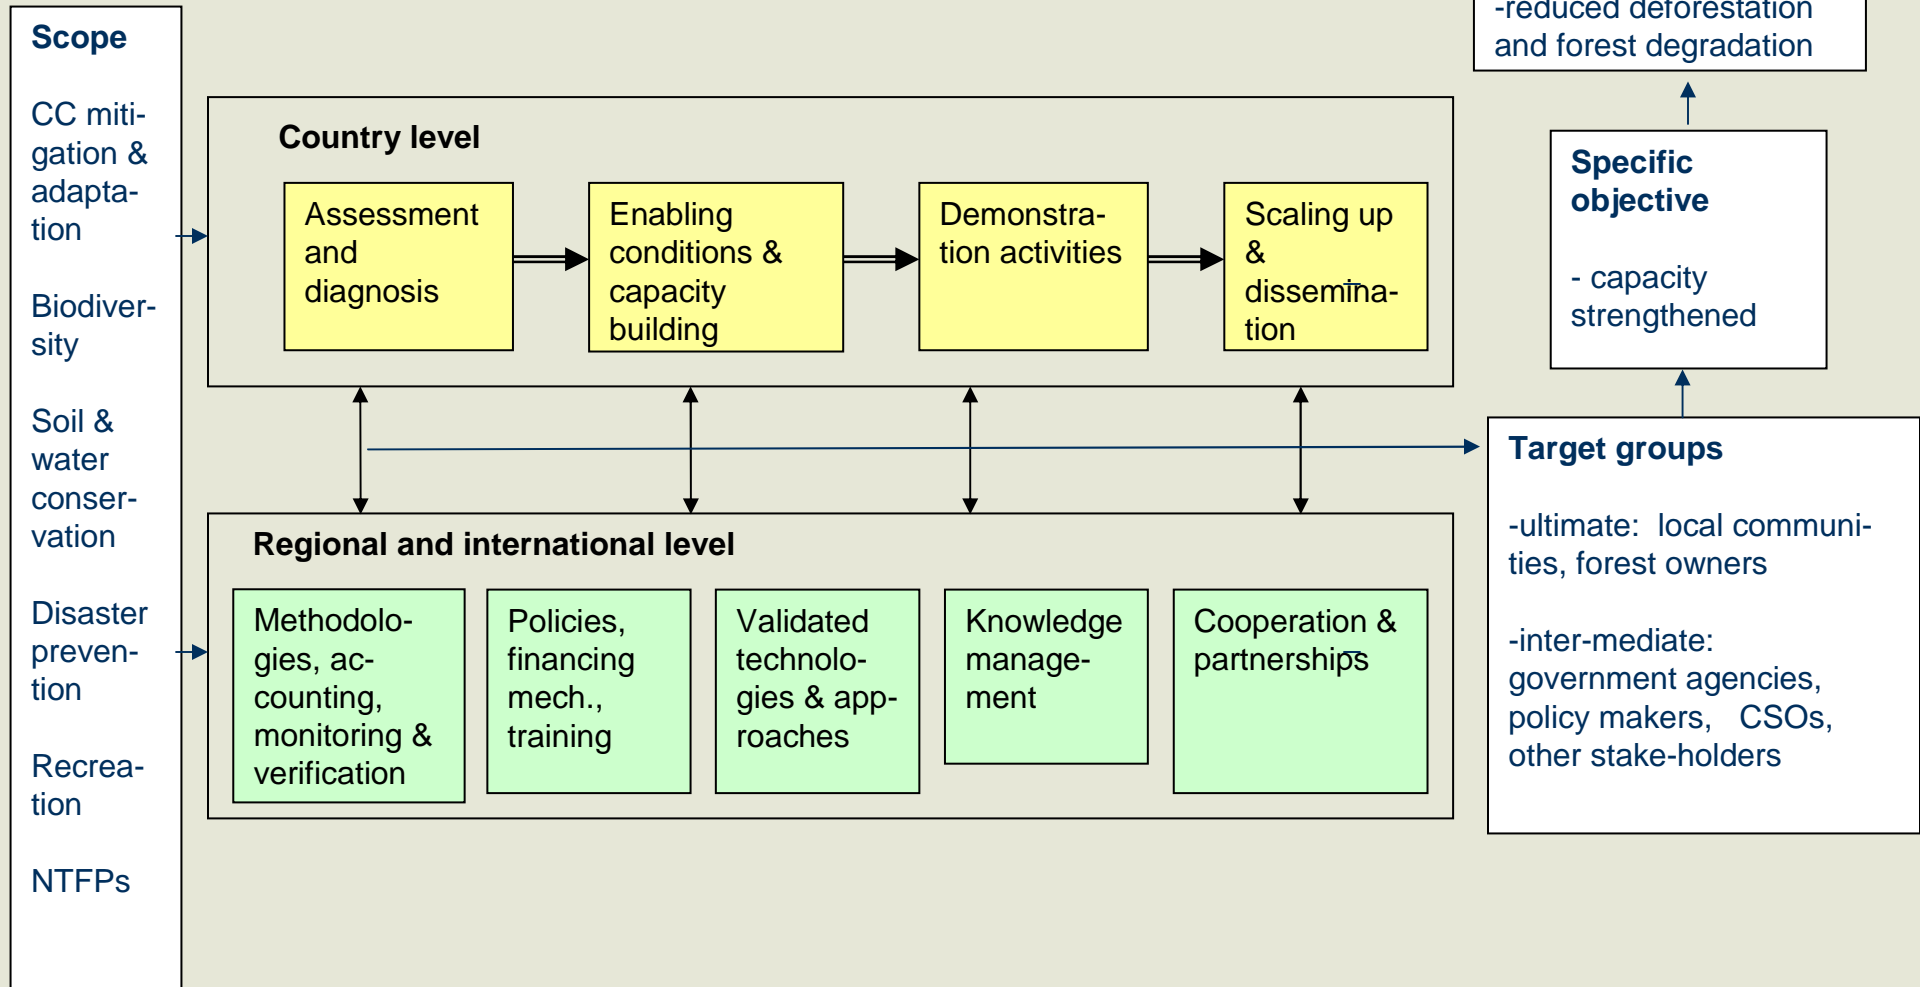 Scope
CC miti-
gation &
adapta-
tion
Biodiver-
sity
Soil &
water
conser-
vation
Disaster
preven-
tion
Recrea-
tion
NTFPs
Country level
Assessment
and
diagnosis
Enabling
conditions &
capacity
building
Demonstra-
tion activities
Scaling up
&
dissemina-
tion
Regional and international level
Methodolo-
gies, ac-
counting,
monitoring &
verification
Policies,
financing
mech.,
training
Validated
technolo-
gies & app-
roaches
Knowledge
manage-
ment
Cooperation &
partnerships
-reduced deforestation
and forest degradation
Specific
objective
- capacity
strengthened
Target groups
-ultimate: local communi-
ties, forest owners
-inter-mediate:
government agencies,
policy makers, CSOs,
other stake-holders